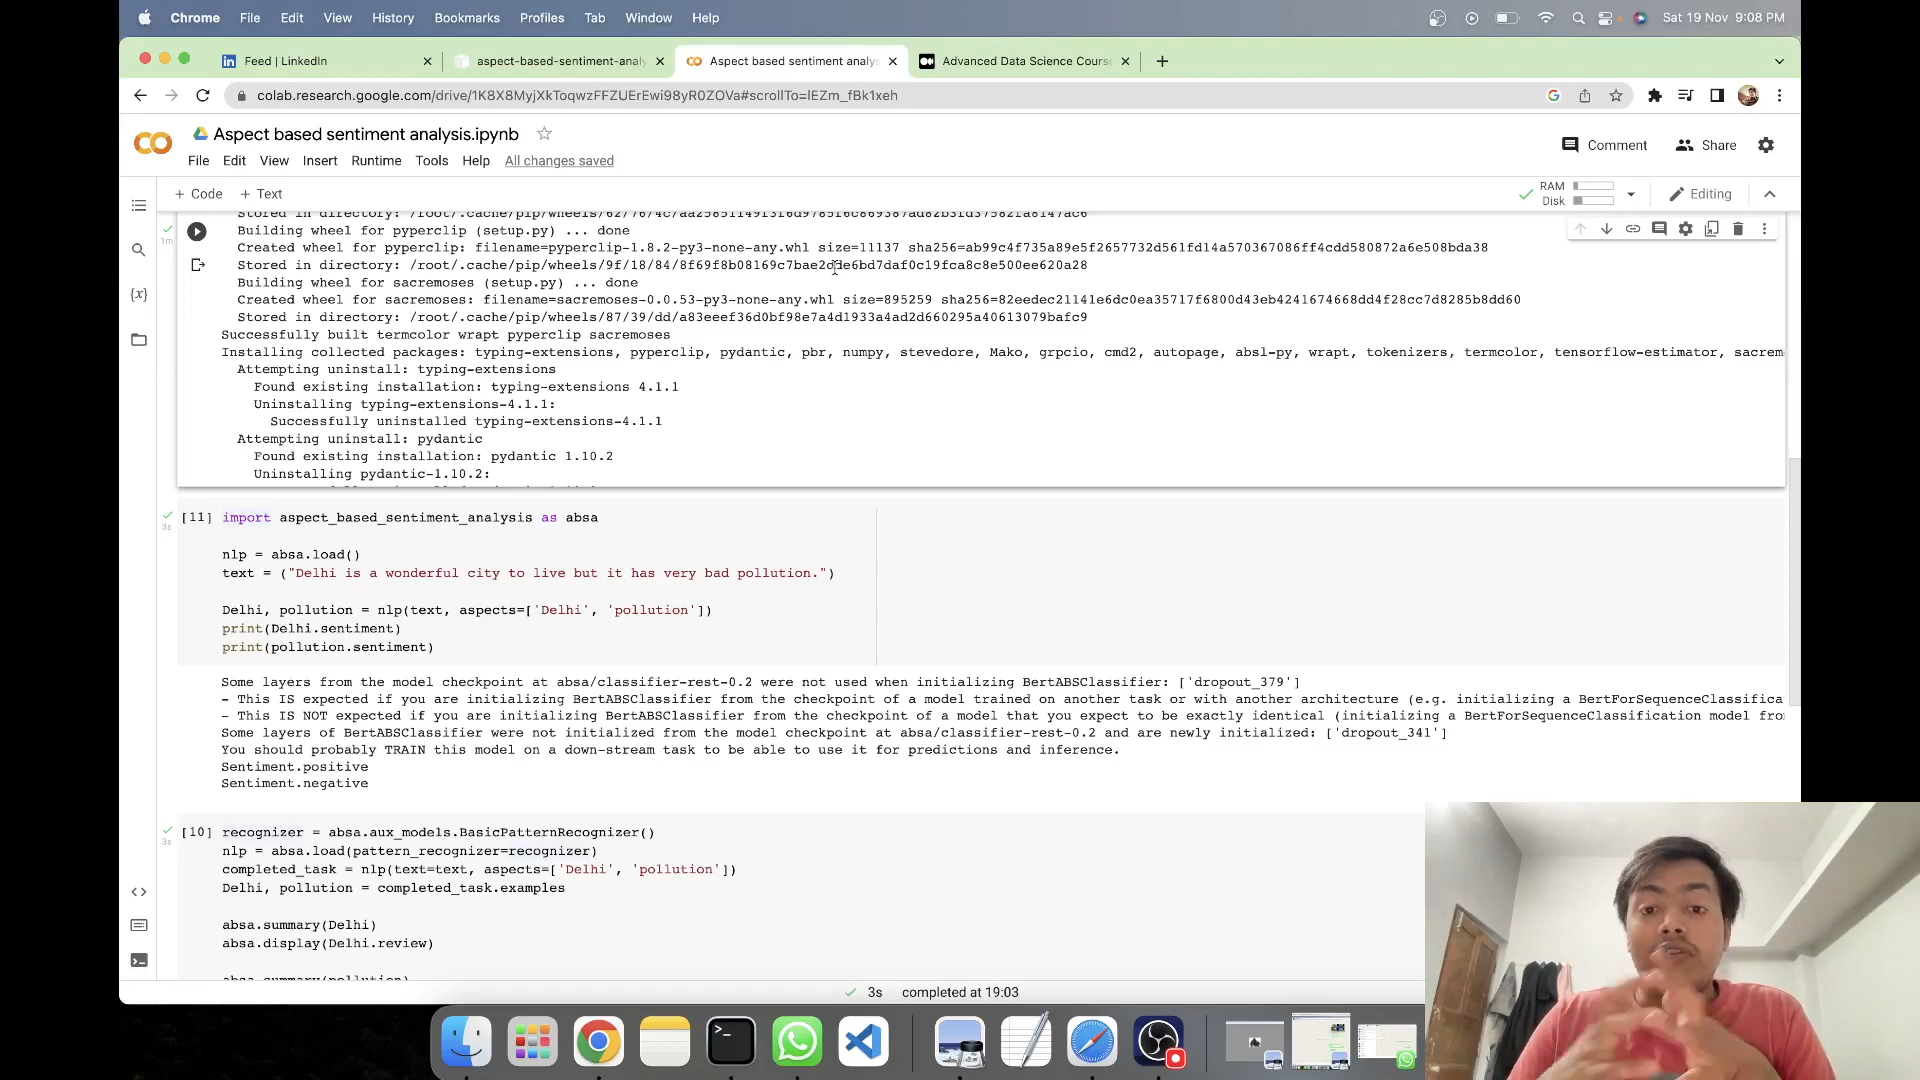 Chrome File Edit View History Bookmarks Profiles Tab Window Help Sat 19 Nov 9:08 PM
Feed | LinkedIn aspect-based-sentiment-analy Aspect based sentiment analys Advanced Data Science Cours
colab.research.google.com/drive/1K8X8MyjXkToqwzFFZUErEwi98yR0ZOVa#scrollTo=lEZm_fBk1xeh
Aspect based sentiment analysis.ipynb
File Edit View Insert Runtime Tools Help All changes saved
Comment Share
+ Code + Text RAM Disk Editing
1m
Building wheel for pyperclip (setup.py) ... done
Created wheel for pyperclip: filename=pyperclip-1.8.2-py3-none-any.whl size=11137 sha256=ab99c4f735a89e5f2657732d561fd14a570367086ff4cdd580872a6e508bda38
Stored in directory: /root/.cache/pip/wheels/9f/18/84/8f69f8b08169c7bae2dde6bd7daf0c19fca8c8e500ee620a28
Building wheel for sacremoses (setup.py) ... done
Created wheel for sacremoses: filename=sacremoses-0.0.53-py3-none-any.whl size=895259 sha256=82eedec21141e6dc0ea35717f6800d43eb4241674668dd4f28cc7d8285b8dd60
Stored in directory: /root/.cache/pip/wheels/87/39/dd/a83eeef36d0bf98e7a4d1933a4ad2d660295a40613079bafc9
Successfully built termcolor wrapt pyperclip sacremoses
Installing collected packages: typing-extensions, pyperclip, pydantic, pbr, numpy, stevedore, Mako, grpcio, cmd2, autopage, absl-py, wrapt, tokenizers, termcolor, tensorflow-estimator, sacrem
Attempting uninstall: typing-extensions
Found existing installation: typing-extensions 4.1.1
Uninstalling typing-extensions-4.1.1:
Successfully uninstalled typing-extensions-4.1.1
Attempting uninstall: pydantic
Found existing installation: pydantic 1.10.2
Uninstalling pydantic-1.10.2:
3s [11] import aspect_based_sentiment_analysis as absa
nlp = absa.load()
text = ("Delhi is a wonderful city to live but it has very bad pollution.")
Delhi, pollution = nlp(text, aspects=['Delhi', 'pollution'])
print(Delhi.sentiment)
print(pollution.sentiment)
Some layers from the model checkpoint at absa/classifier-rest-0.2 were not used when initializing BertABSClassifier: ['dropout_379']
- This IS expected if you are initializing BertABSClassifier from the checkpoint of a model trained on another task or with another architecture (e.g. initializing a BertForSequenceClassifica
- This IS NOT expected if you are initializing BertABSClassifier from the checkpoint of a model that you expect to be exactly identical (initializing a BertForSequenceClassification model fro
Some layers of BertABSClassifier were not initialized from the model checkpoint at absa/classifier-rest-0.2 and are newly initialized: ['dropout_341']
You should probably TRAIN this model on a down-stream task to be able to use it for predictions and inference.
Sentiment.positive
Sentiment.negative
3s [10] recognizer = absa.aux_models.BasicPatternRecognizer()
nlp = absa.load(pattern_recognizer=recognizer)
completed_task = nlp(text=text, aspects=['Delhi', 'pollution'])
Delhi, pollution = completed_task.examples
absa.summary(Delhi)
absa.display(Delhi.review)
absa.summary(pollution)
3s completed at 19:03